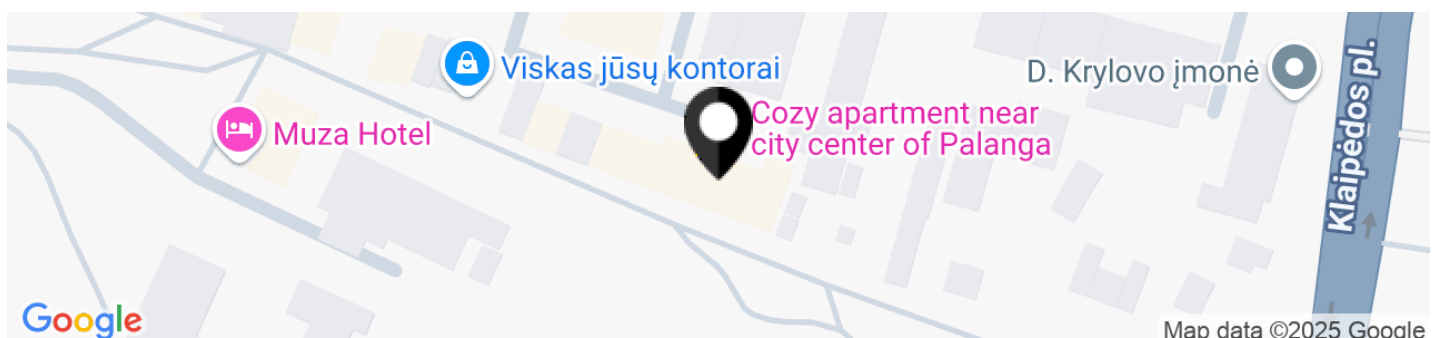 Viskas jūsų kontorai
D. Krylovo įmonė
Klaipėdos pl.
Muza Hotel
Cozy apartment near
city center of Palanga
Google
Map data ©2025 Google